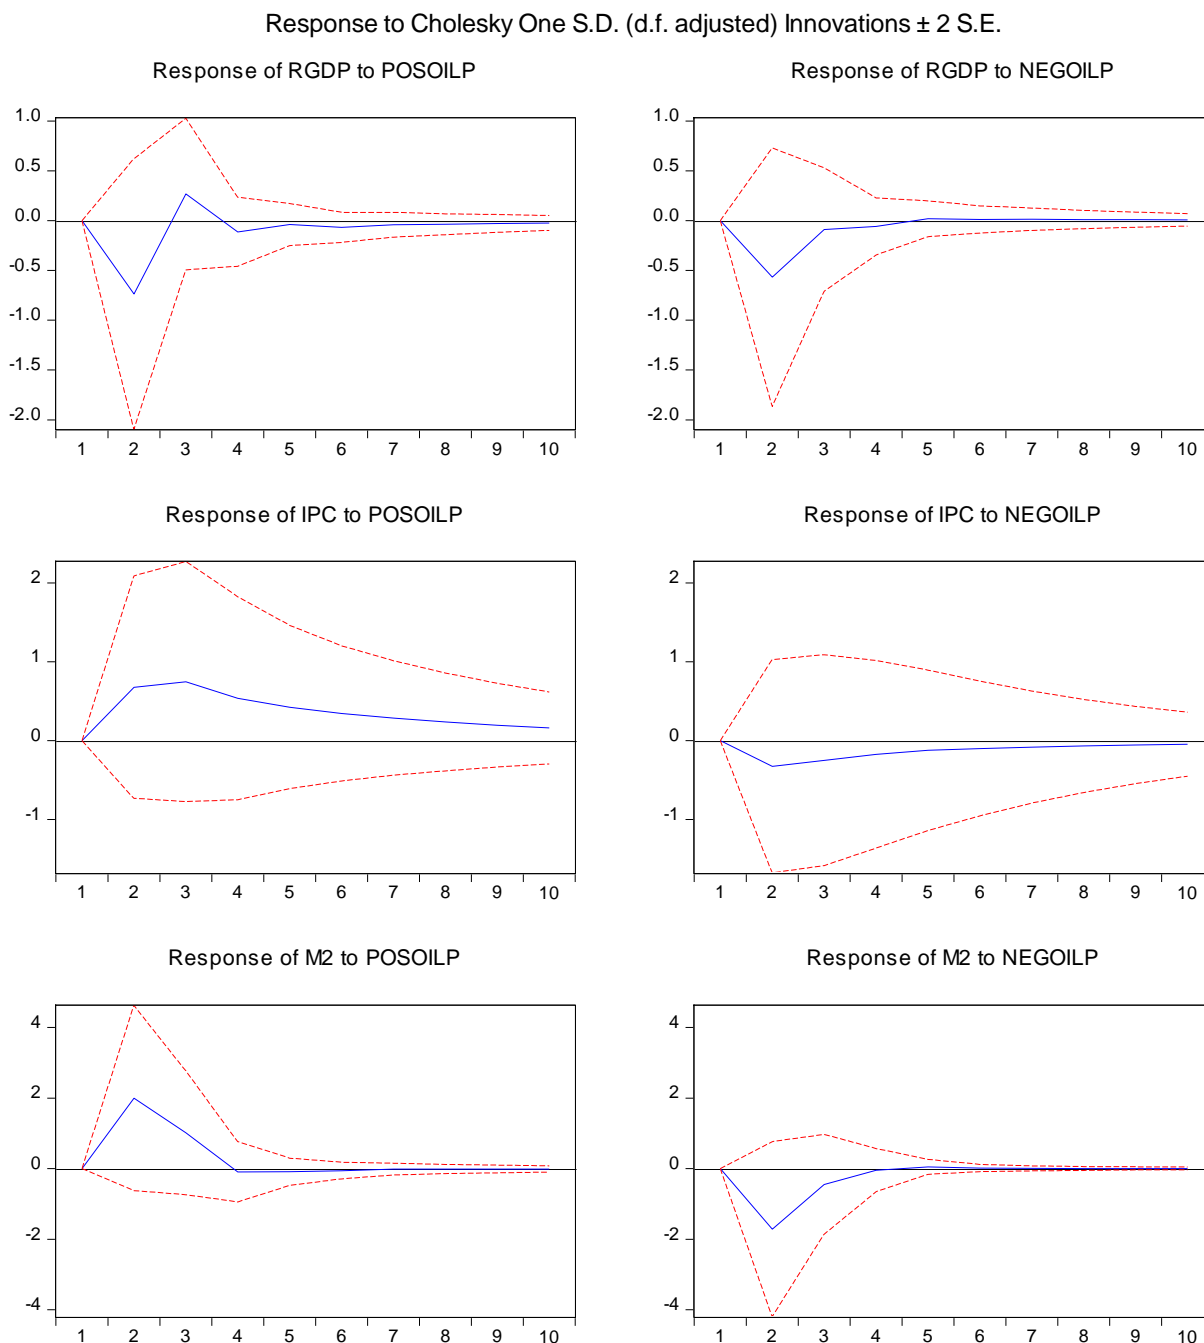 Response to Cholesky One S.D. (d.f. adjusted) Innovations ± 2 S.E.
Response of RGDP to POSOILP
1.0
0.5
0.0
-0.5
-1.0
-1.5
-2.0
1 2 3 4 5 6 7 8 9 10
Response of RGDP to NEGOILP
1.0
0.5
0.0
-0.5
-1.0
-1.5
-2.0
1 2 3 4 5 6 7 8 9 10
Response of IPC to POSOILP
2
1
0
-1
1 2 3 4 5 6 7 8 9 10
Response of IPC to NEGOILP
2
1
0
-1
1 2 3 4 5 6 7 8 9 10
Response of M2 to POSOILP
4
2
0
-2
-4
1 2 3 4 5 6 7 8 9 10
Response of M2 to NEGOILP
4
2
0
-2
-4
1 2 3 4 5 6 7 8 9 10